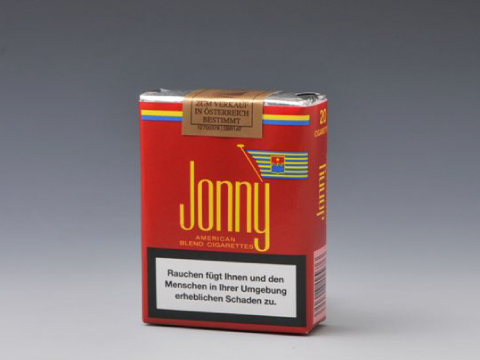 ZUM VERKAUF
IN ÖSTERREICH
BESTIMMT
Jonny
AMERICAN
BLEND CIGARETTES
Rauchen fügt Ihnen und den
Menschen in Ihrer Umgebung
erheblichen Schaden zu.
20
CIGARETTES
Jonny